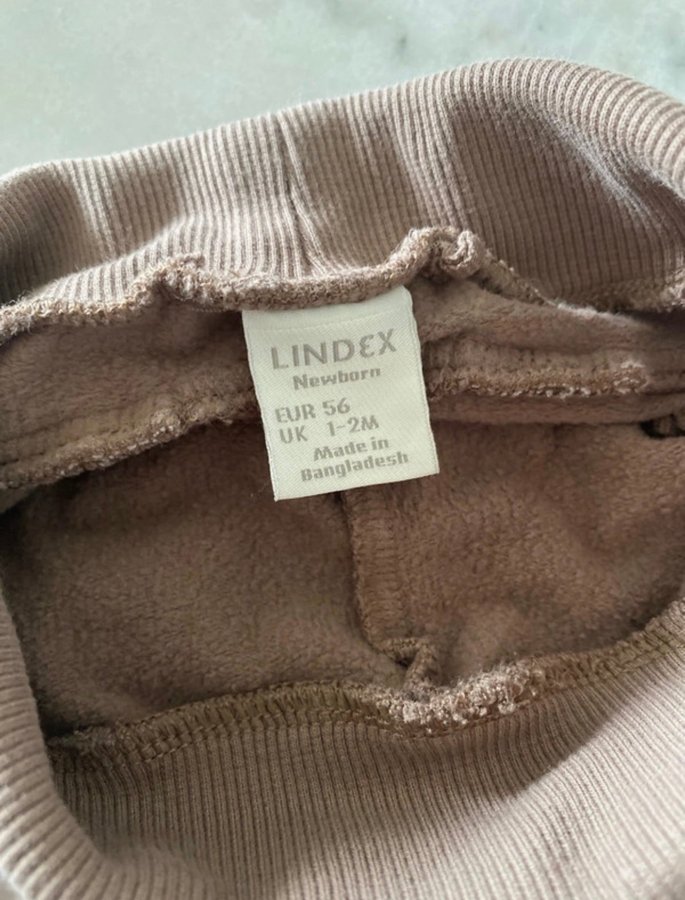 LINDEX
Newborn
EUR 56
UK 1-2M
Made in
Bangladesh